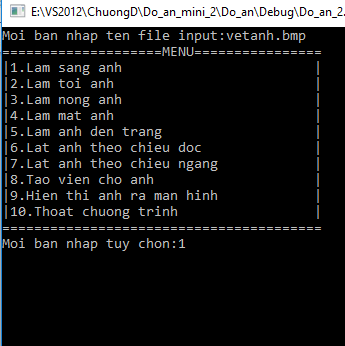 E:\VS2012\ChuongD\Do_an_mini_2\Do_an\Debug\Do_an_2.
Moi ban nhap ten file input:vetanh.bmp
====================MENU================
|1.Lam sang anh |
|2.Lam toi anh |
|3.Lam nong anh |
|4.Lam mat anh |
|5.Lam anh den trang |
|6.Lat anh theo chieu doc |
|7.Lat anh theo chieu ngang |
|8.Tao vien cho anh |
|9.Hien thi anh ra man hinh |
|10.Thoat chuong trinh |
========================================
Moi ban nhap tuy chon:1